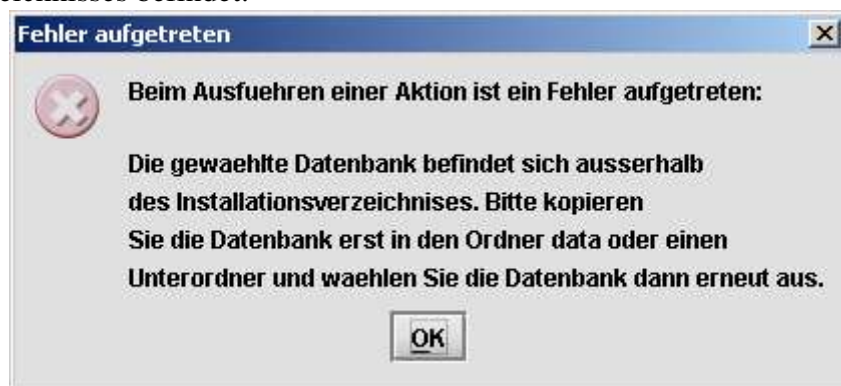 Fehler aufgetreten
Beim Ausfuehren einer Aktion ist ein Fehler aufgetreten:
Die gewaehlte Datenbank befindet sich ausserhalb
des Installationsverzeichnises. Bitte kopieren
Sie die Datenbank erst in den Ordner data oder einen
Unterordner und waehlen Sie die Datenbank dann erneut aus.
OK